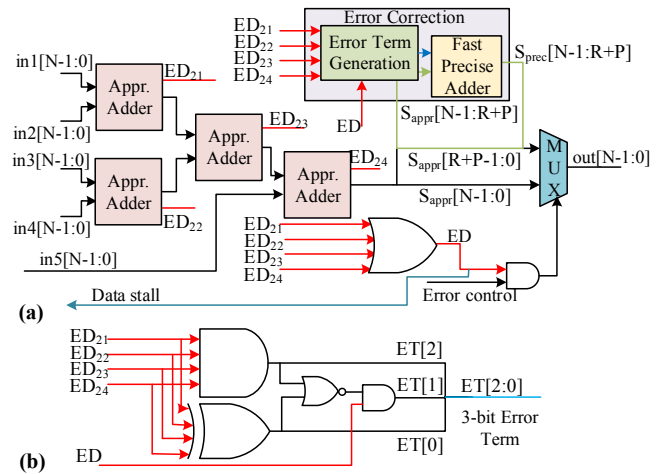 Error Correction
ED21
ED22
ED23
ED24
Error Term Generation
Fast Precise Adder
Sprec[N-1:R+P]
in1[N-1:0]
in2[N-1:0]
Appr. Adder
ED21
ED
Sappr[N-1:R+P]
in3[N-1:0]
in4[N-1:0]
Appr. Adder
ED22
Appr. Adder
ED23
Appr. Adder
ED24
Sappr[R+P-1:0]
Sappr[N-1:0]
MUX
out[N-1:0]
in5[N-1:0]
ED21
ED22
ED23
ED24
ED
Data stall
Error control
(a)
ED21
ED22
ED23
ED24
ET[2]
ET[1]
ET[0]
ET[2:0]
3-bit Error Term
ED
(b)